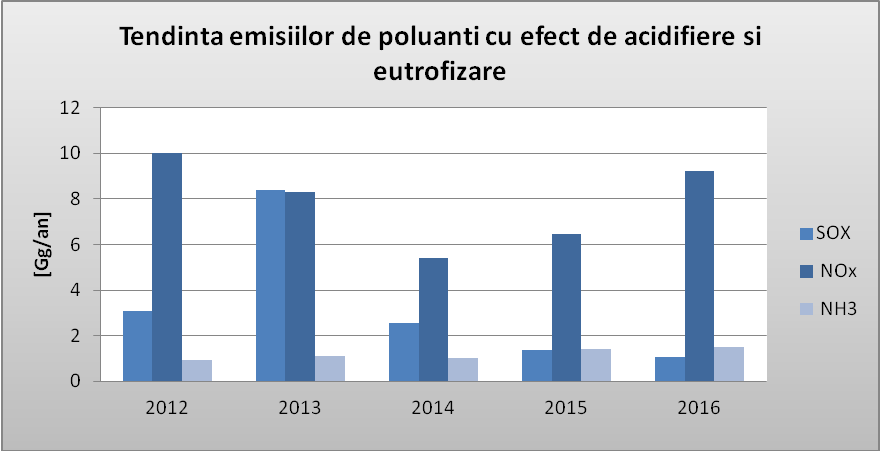 Tendinta emisiilor de poluanti cu efect de acidifiere si
eutrofizare
12
10
8
6
4
2
0
[Gg/an]
2012 2013 2014 2015 2016
SOX
NOx
NH3